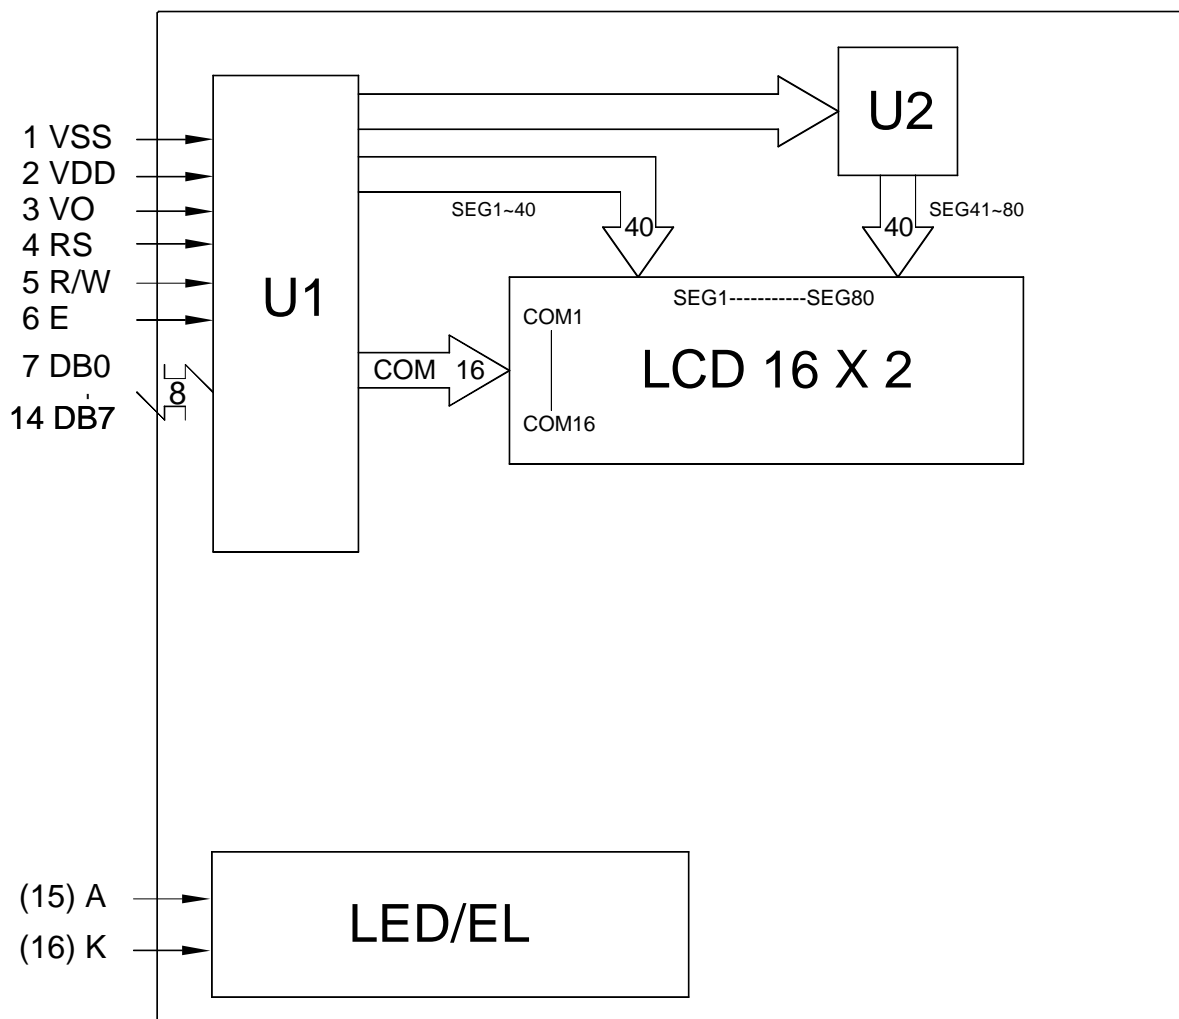 U2
1 VSS
2 VDD
3 VO
4 RS
5 R/W
6 E
7 DB0
14 DB7
8
U1
SEG1~40
40
SEG41~80
40
SEG1-----------SEG80
COM1
COM 16
LCD 16 X 2
COM16
(15) A
(16) K
LED/EL